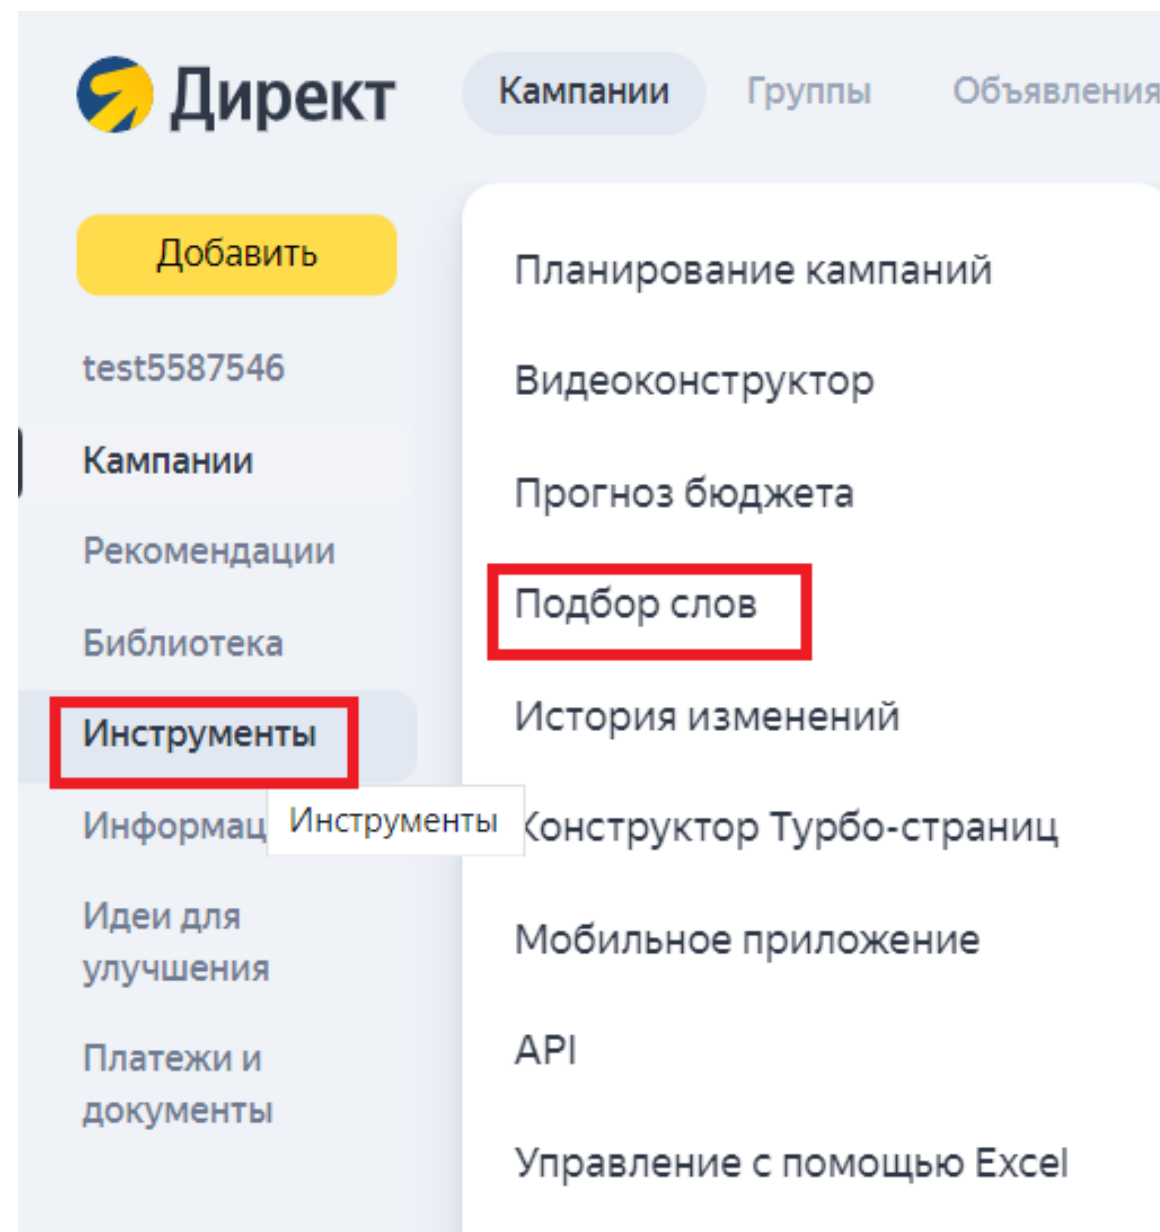 Директ
Кампании
Группы
Объявления
Добавить
test5587546
Кампании
Рекомендации
Библиотека
Инструменты
Информац
Инструменты
Идеи для
улучшения
Платежи и
документы
Планирование кампаний
Видеоконструктор
Прогноз бюджета
Подбор слов
История изменений
Конструктор Турбо-страниц
Мобильное приложение
API
Управление с помощью Excel